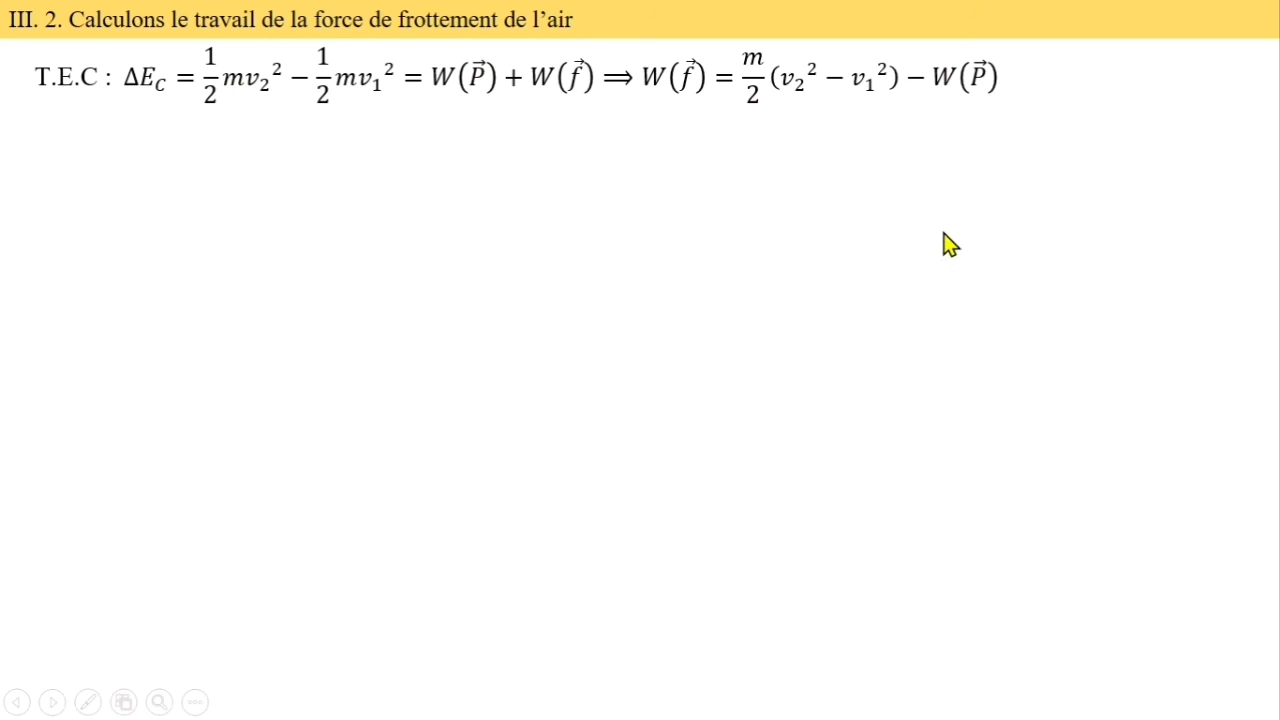 III. 2. Calculons le travail de la force de frottement de l’air
T.E.C : ΔE_C = 1/2 mv₂² − 1/2 mv₁² = W(P⃗) + W(f⃗) ⟹ W(f⃗) = m/2 (v₂² − v₁²) − W(P⃗)